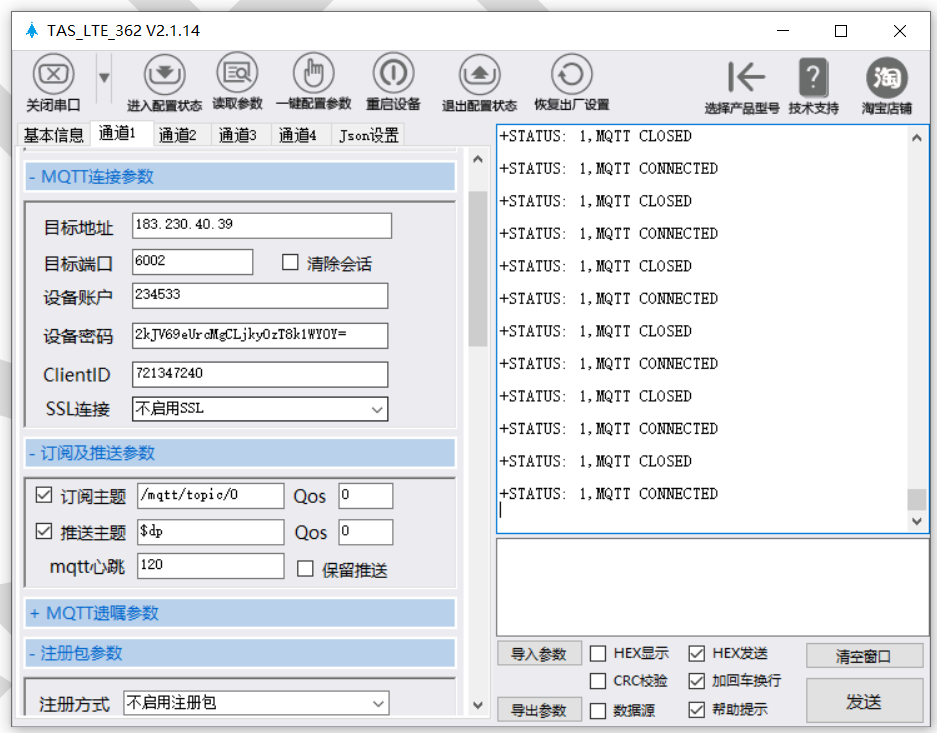 TAS_LTE_362 V2.1.14
关闭串口 进入配置状态 读取参数 一键配置参数 重启设备 退出配置状态 恢复出厂设置 选择产品型号 技术支持 淘宝店铺
淘
基本信息 通道1 通道2 通道3 通道4 Json设置
- MQTT连接参数
目标地址 183.230.40.39
目标端口 6002 清除会话
设备账户 234533
设备密码 2kJV69eUrcMgCLjkyOzT8k1WYOY=
ClientID 721347240
SSL连接 不启用SSL
- 订阅及推送参数
订阅主题 /mqtt/topic/0 Qos 0
推送主题 $dp Qos 0
mqtt心跳 120 保留推送
+ MQTT遗嘱参数
- 注册包参数
注册方式 不启用注册包
+STATUS: 1,MQTT CLOSED
+STATUS: 1,MQTT CONNECTED
+STATUS: 1,MQTT CLOSED
+STATUS: 1,MQTT CONNECTED
+STATUS: 1,MQTT CLOSED
+STATUS: 1,MQTT CONNECTED
+STATUS: 1,MQTT CLOSED
+STATUS: 1,MQTT CONNECTED
+STATUS: 1,MQTT CLOSED
+STATUS: 1,MQTT CONNECTED
+STATUS: 1,MQTT CLOSED
+STATUS: 1,MQTT CONNECTED
导入参数 HEX显示 HEX发送 清空窗口
CRC校验 加回车换行
导出参数 数据源 帮助提示 发送